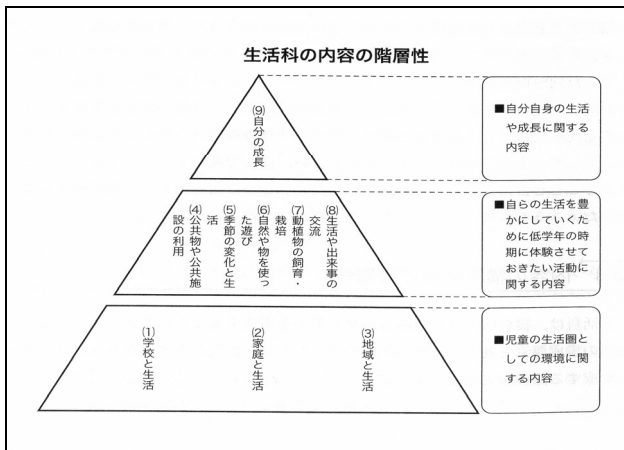 生活科の内容の階層性
(9)自分の成長
■自分自身の生活
や成長に関する
内容
(8)生活や出来事の
交流
(7)動植物の飼育・
栽培
(6)自然や物を使っ
た遊び
(5)季節の変化と生
活
(4)公共物や公共施
設の利用
■自らの生活を豊
かにしていくた
めに低学年の時
期に体験させて
おきたい活動に
関する内容
(1)学校と生活
(2)家庭と生活
(3)地域と生活
■児童の生活圏と
しての環境に関
する内容